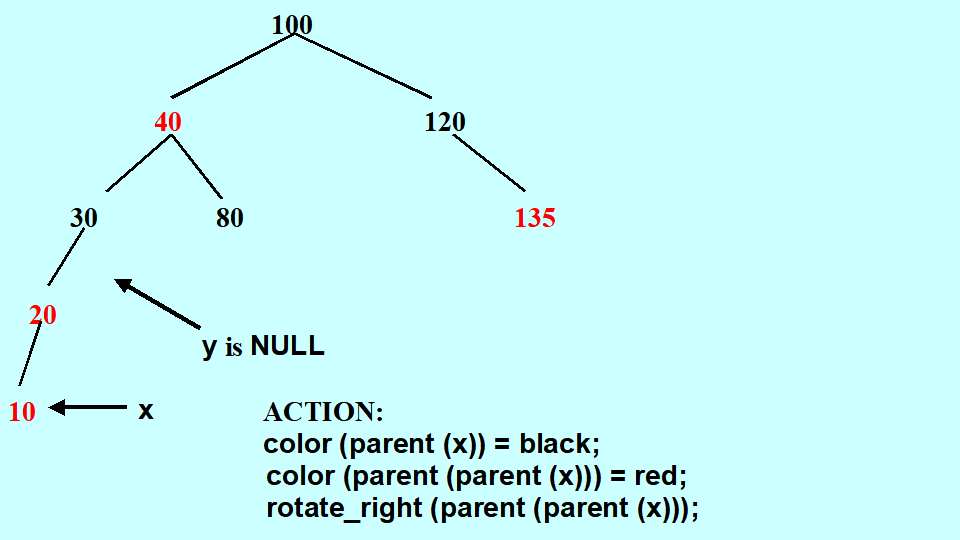 100
40
120
30
80
135
20
y is NULL
10
x
ACTION:
color (parent (x)) = black;
color (parent (parent (x))) = red;
rotate_right (parent (parent (x)));